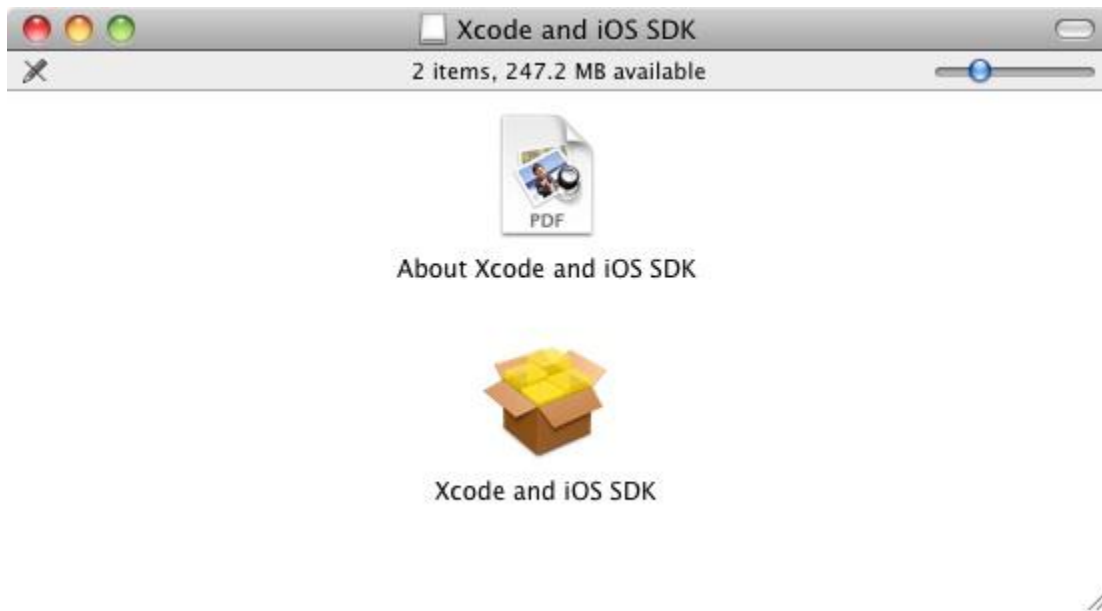 Xcode and iOS SDK
2 items, 247.2 MB available
PDF
About Xcode and iOS SDK
Xcode and iOS SDK